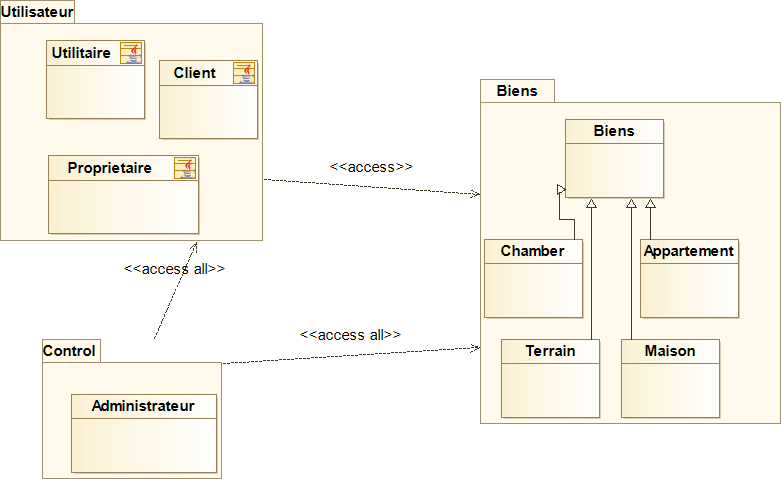 Utilisateur
Utilitaire
Client
Proprietaire
<<access>>
Biens
Biens
Chamber
Appartement
Terrain
Maison
<<access all>>
<<access all>>
Control
Administrateur